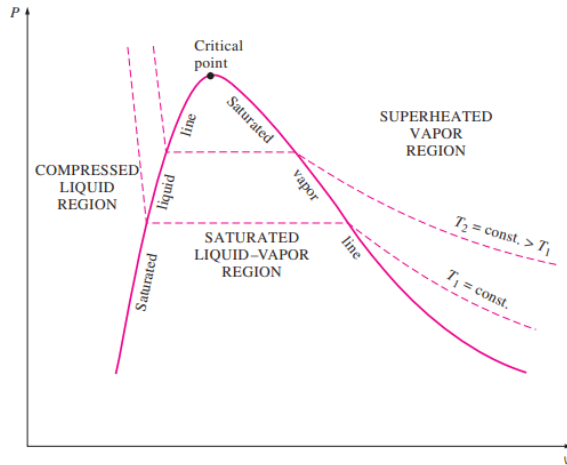 P
Critical
point
Saturated
line
SUPERHEATED
VAPOR
REGION
COMPRESSED
LIQUID
REGION
liquid
vapor
T₂ = const. > T₁
SATURATED
LIQUID–VAPOR
REGION
line
Saturated
T₁ = const.